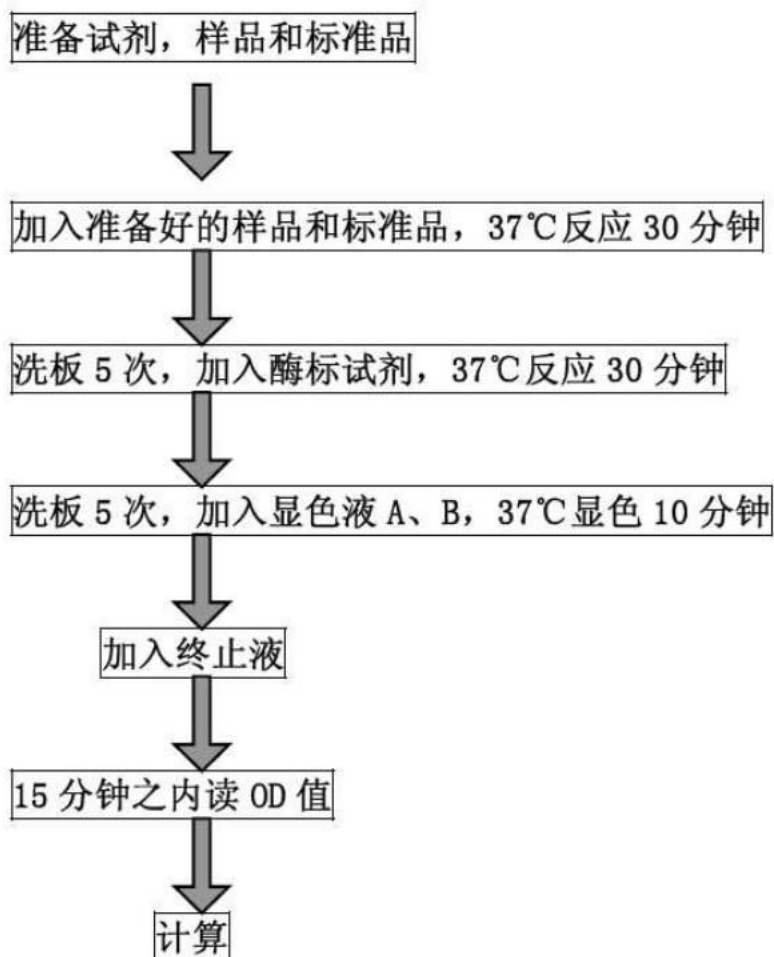 准备试剂，样品和标准品
加入准备好的样品和标准品，37℃反应 30 分钟
洗板 5 次，加入酶标试剂，37℃反应 30 分钟
洗板 5 次，加入显色液 A、B，37℃显色 10 分钟
加入终止液
15 分钟之内读 OD 值
计算